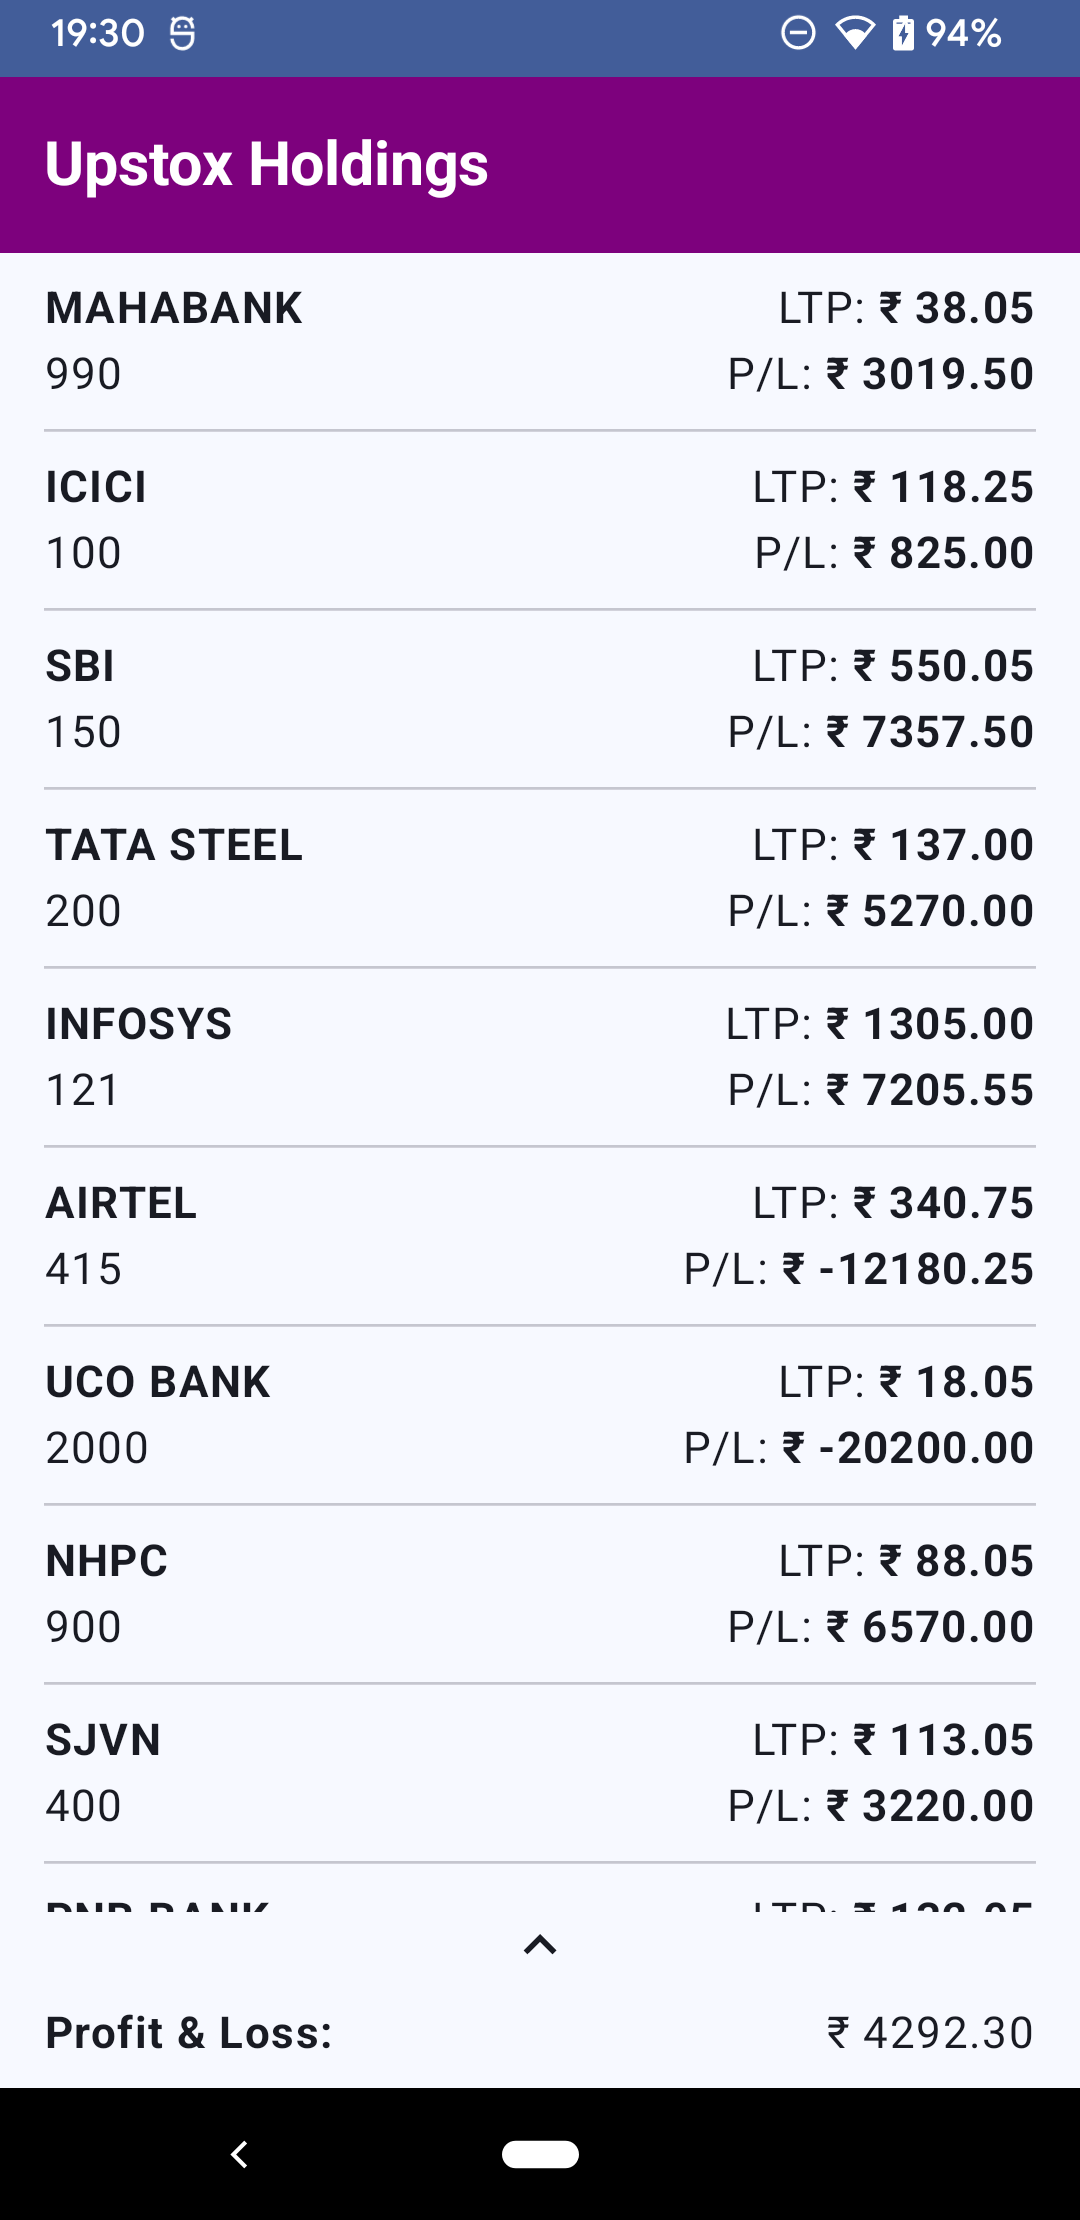 19:30 94%
Upstox Holdings
MAHABANK LTP: ₹ 38.05
990 P/L: ₹ 3019.50
ICICI LTP: ₹ 118.25
100 P/L: ₹ 825.00
SBI LTP: ₹ 550.05
150 P/L: ₹ 7357.50
TATA STEEL LTP: ₹ 137.00
200 P/L: ₹ 5270.00
INFOSYS LTP: ₹ 1305.00
121 P/L: ₹ 7205.55
AIRTEL LTP: ₹ 340.75
415 P/L: ₹ -12180.25
UCO BANK LTP: ₹ 18.05
2000 P/L: ₹ -20200.00
NHPC LTP: ₹ 88.05
900 P/L: ₹ 6570.00
SJVN LTP: ₹ 113.05
400 P/L: ₹ 3220.00
BANK LTP: ₹
Profit & Loss: ₹ 4292.30